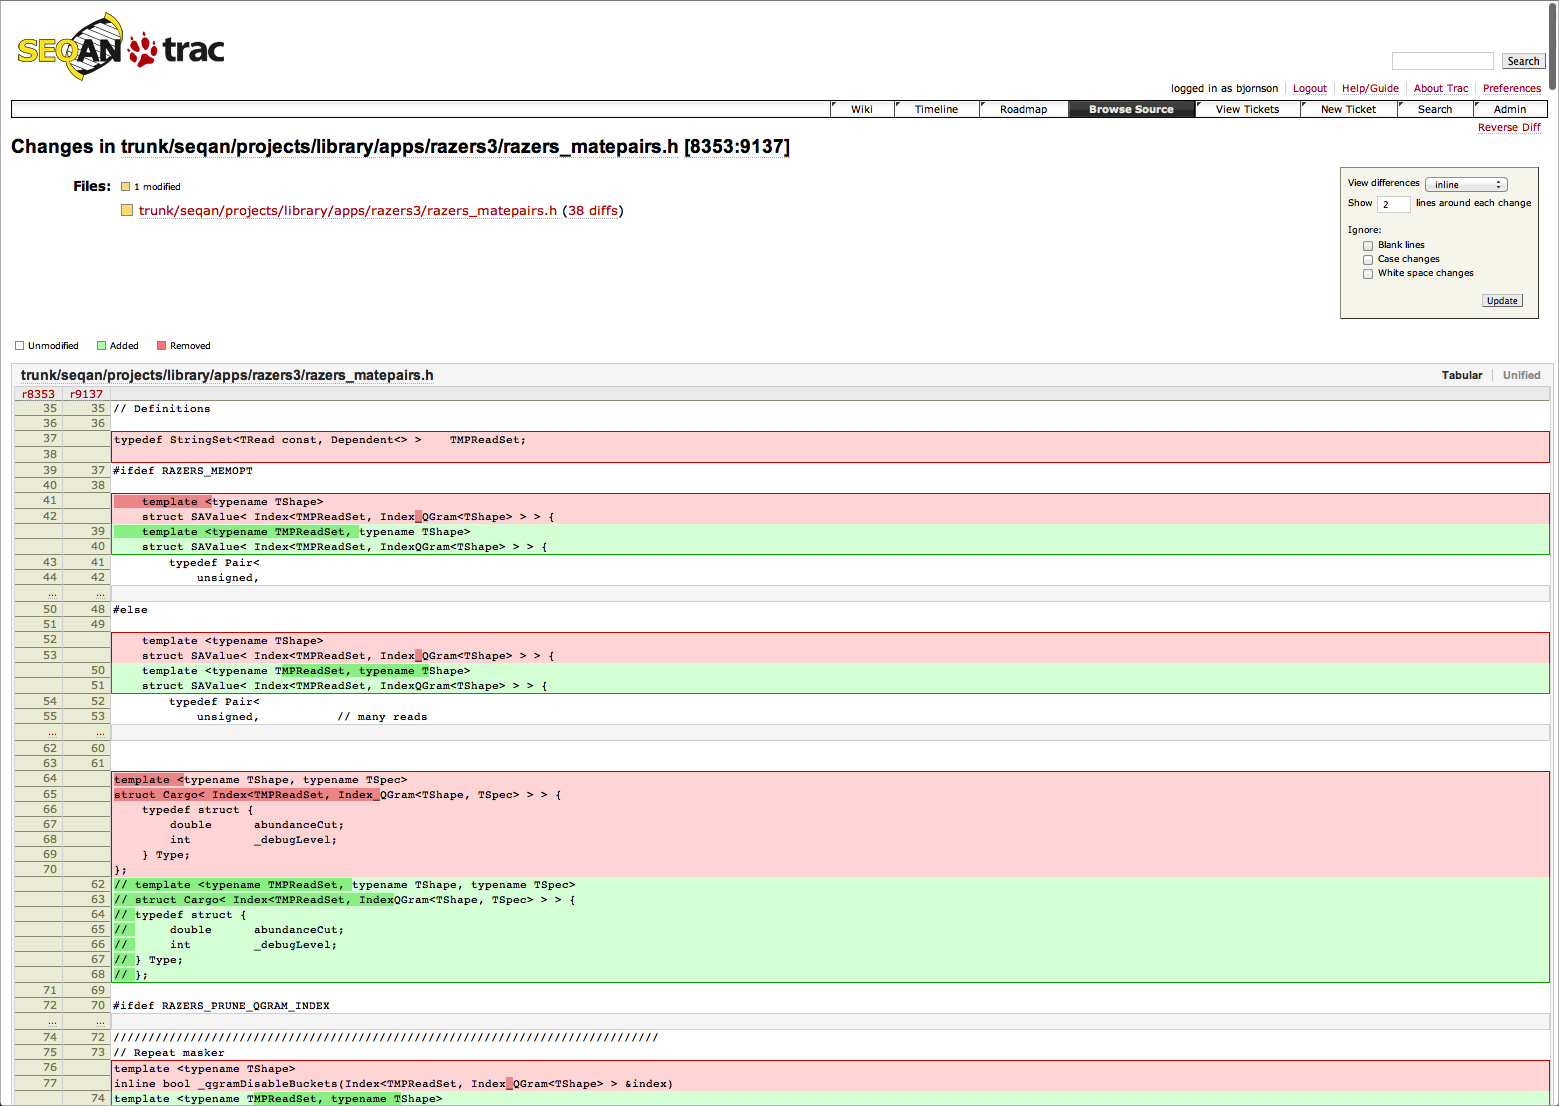 SEQAN trac
Search
logged in as bjornson Logout Help/Guide About Trac Preferences
Wiki Timeline Roadmap Browse Source View Tickets New Ticket Search Admin
Reverse Diff
Changes in trunk/seqan/projects/library/apps/razers3/razers_matepairs.h [8353:9137]
Files: 1 modified
trunk/seqan/projects/library/apps/razers3/razers_matepairs.h (38 diffs)
View differences inline
Show 2 lines around each change
Ignore:
Blank lines
Case changes
White space changes
Update
Unmodified Added Removed
trunk/seqan/projects/library/apps/razers3/razers_matepairs.h Tabular Unified
r8353 r9137
35 35 // Definitions
36 36
37 typedef StringSet<TRead const, Dependent<> > TMPReadSet;
38
39 37 #ifdef RAZERS_MEMOPT
40 38
41 template <typename TShape>
42 struct SAValue< Index<TMPReadSet, Index_QGram<TShape> > > {
39 template <typename TMPReadSet, typename TShape>
40 struct SAValue< Index<TMPReadSet, IndexQGram<TShape> > > {
43 41 typedef Pair<
44 42 unsigned,
... ...
50 48 #else
51 49
52 template <typename TShape>
53 struct SAValue< Index<TMPReadSet, Index_QGram<TShape> > > {
50 template <typename TMPReadSet, typename TShape>
51 struct SAValue< Index<TMPReadSet, IndexQGram<TShape> > > {
54 52 typedef Pair<
55 53 unsigned, // many reads
... ...
62 60
63 61
64 template <typename TShape, typename TSpec>
65 struct Cargo< Index<TMPReadSet, Index_QGram<TShape, TSpec> > > {
66 typedef struct {
67 double abundanceCut;
68 int _debugLevel;
69 } Type;
70 };
62 // template <typename TMPReadSet, typename TShape, typename TSpec>
63 // struct Cargo< Index<TMPReadSet, IndexQGram<TShape, TSpec> > > {
64 // typedef struct {
65 // double abundanceCut;
66 // int _debugLevel;
67 // } Type;
68 // };
71 69
72 70 #ifdef RAZERS_PRUNE_QGRAM_INDEX
... ...
74 72 //////////////////////////////////////////////////////////////////////////////
75 73 // Repeat masker
76 template <typename TShape>
77 inline bool _qgramDisableBuckets(Index<TMPReadSet, Index_QGram<TShape> > &index)
74 template <typename TMPReadSet, typename TShape>